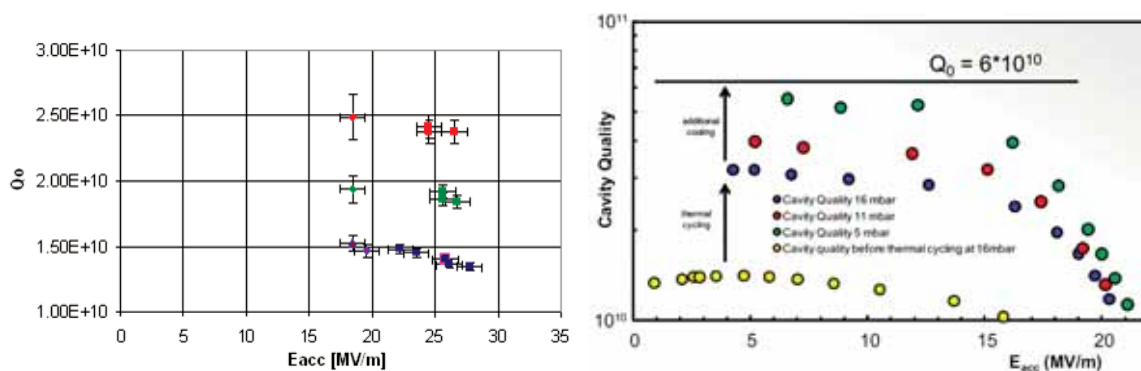 3.00E+10
2.50E+10
2.00E+10
1.50E+10
1.00E+10
Qo
0 5 10 15 20 25 30 35
Eacc [MV/m]
10¹¹
10¹⁰
Cavity Quality
Q₀ = 6*10¹⁰
additional
cooling
thermal
cycling
Cavity Quality 16 mbar
Cavity Quality 11 mbar
Cavity Quality 5 mbar
Cavity quality before thermal cycling at 16mbar
0 5 10 15 20
Eacc (MV/m)